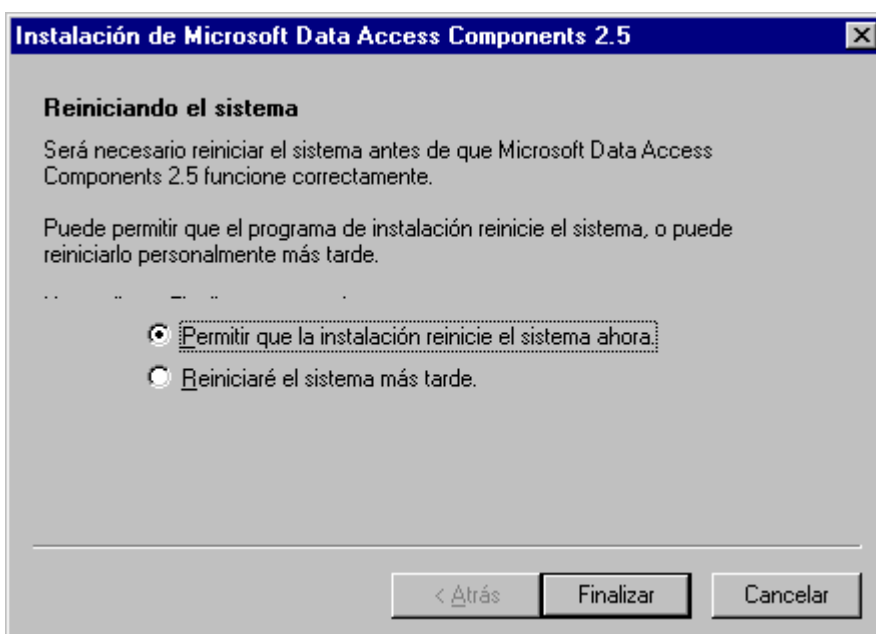 Instalación de Microsoft Data Access Components 2.5
Reiniciando el sistema
Será necesario reiniciar el sistema antes de que Microsoft Data Access
Components 2.5 funcione correctamente.
Puede permitir que el programa de instalación reinicie el sistema, o puede
reiniciarlo personalmente más tarde.
Permitir que la instalación reinicie el sistema ahora.
Reiniciaré el sistema más tarde.
< Atrás Finalizar Cancelar